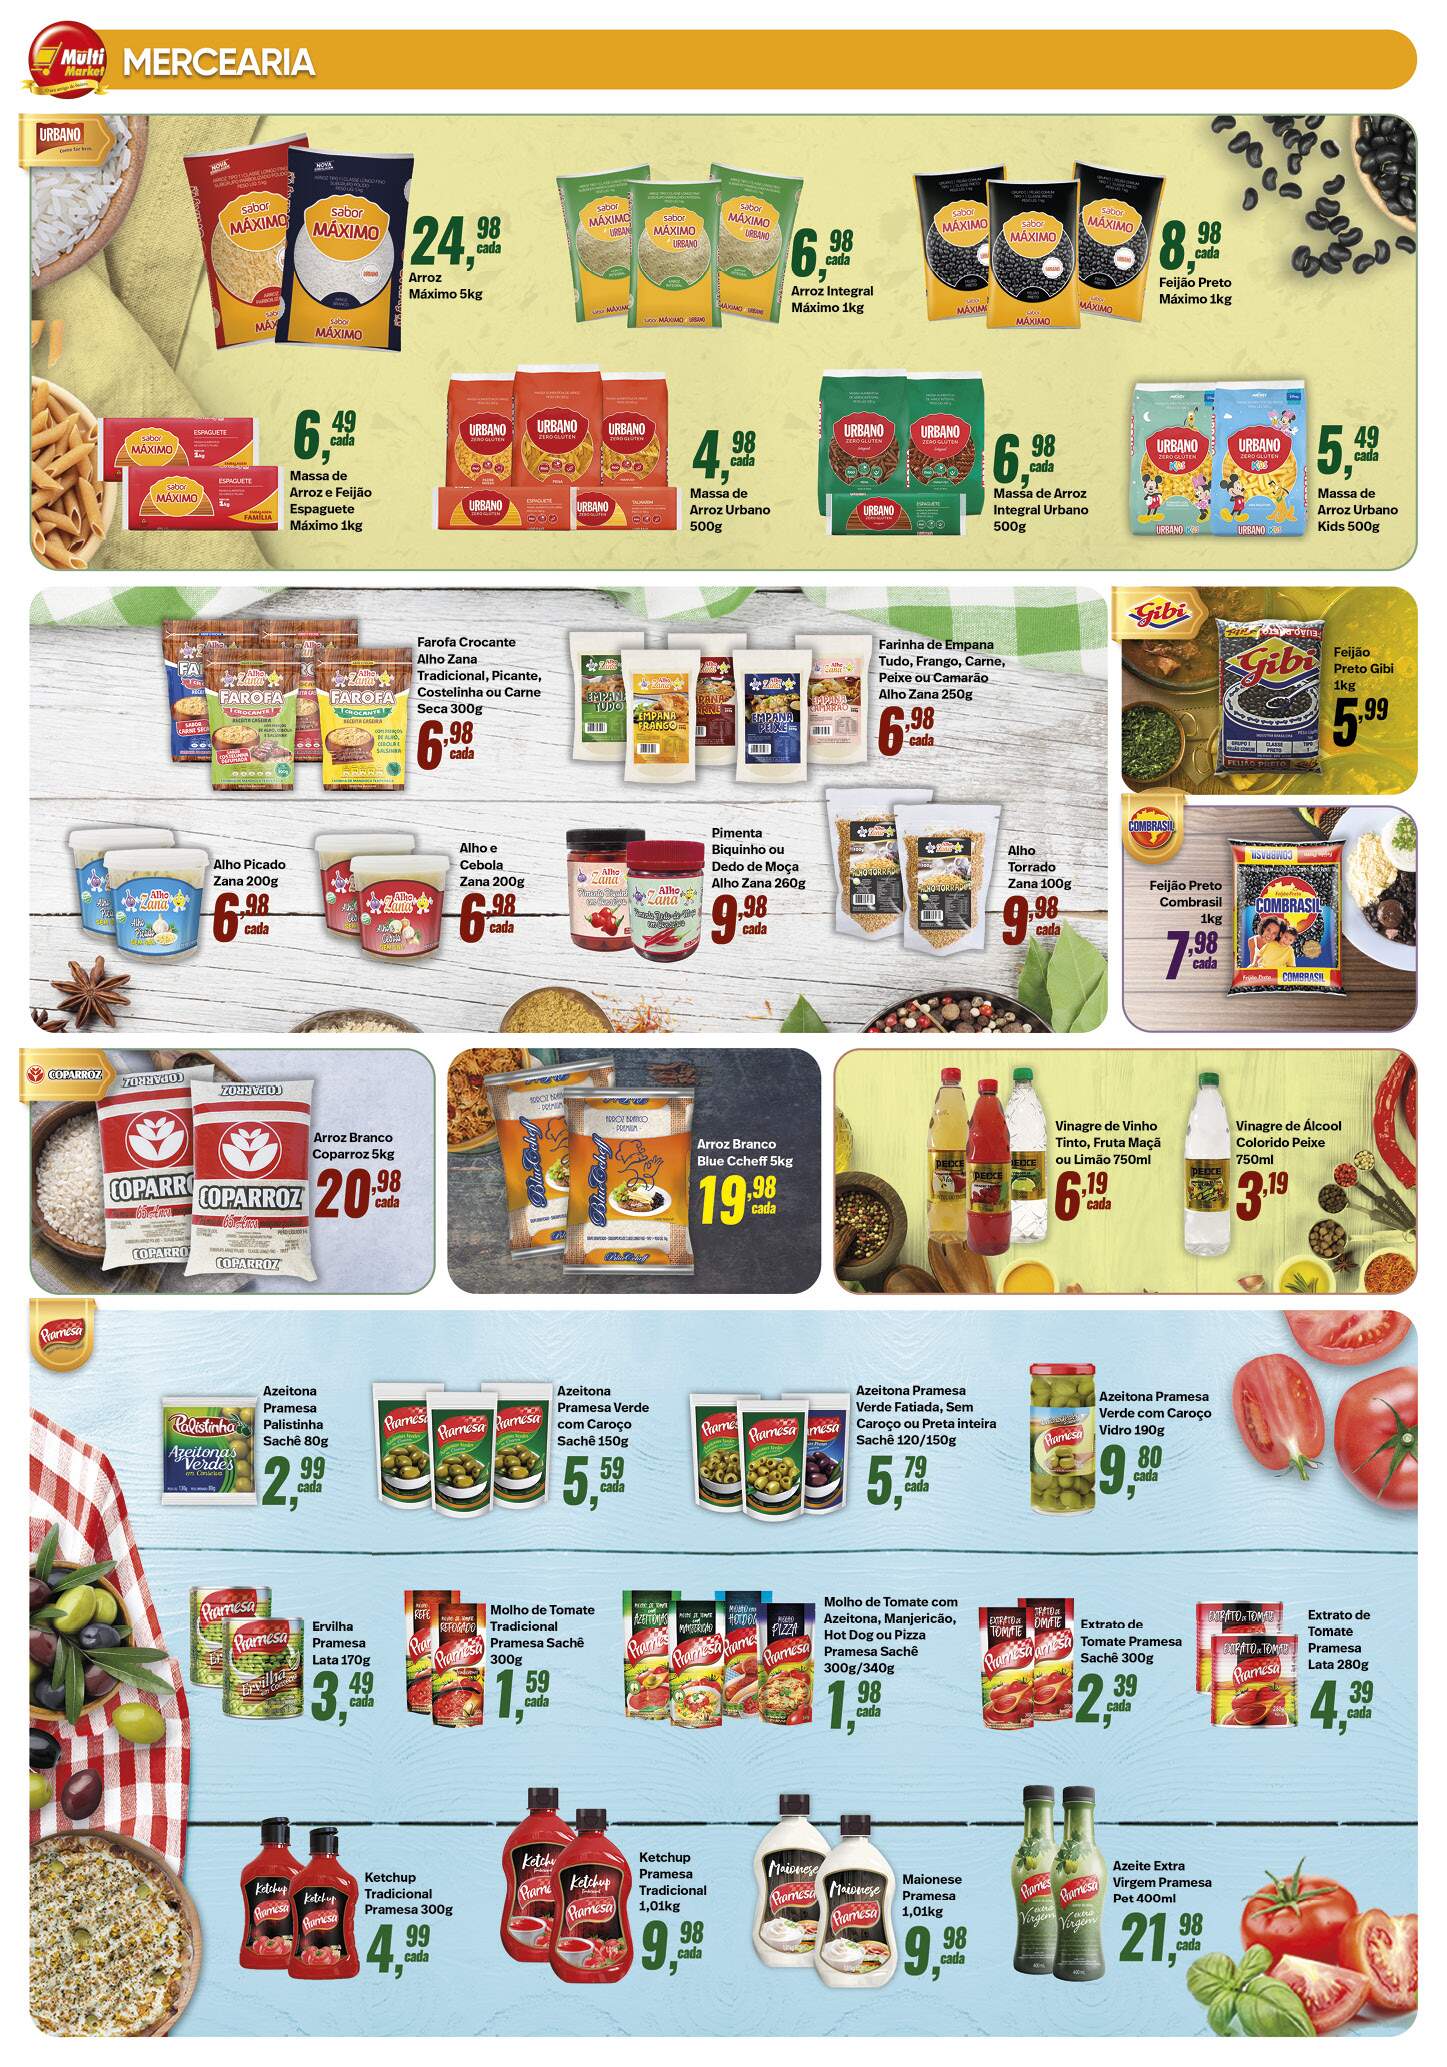 Multi
Market
MERCEARIA
URBANO
24,98
cada
Arroz
Máximo 5kg
6,98
cada
Arroz Integral
Máximo 1kg
8,98
cada
Feijão Preto
Máximo 1kg
6,49
cada
Massa de
Arroz e Feijão
Espaguete
Máximo 1kg
4,98
cada
Massa de
Arroz Urbano
500g
6,98
cada
Massa de Arroz
Integral Urbano
500g
5,49
cada
Massa de
Arroz Urbano
Kids 500g
Farofa Crocante
Alho Zana
Tradicional, Picante,
Costelinha ou Carne
Seca 300g
6,98
cada
Farinha de Empana
Tudo, Frango, Carne,
Peixe ou Camarão
Alho Zana 250g
6,98
cada
Gibi
Feijão
Preto Gibi
1kg
5,99
Alho Picado
Zana 200g
6,98
cada
Alho e
Cebola
Zana 200g
6,98
cada
Pimenta
Biquinho ou
Dedo de Moça
Alho Zana 260g
9,98
cada
Alho
Torrado
Zana 100g
9,98
cada
COMBRASIL
Feijão Preto
Combrasil
1kg
7,98
cada
COPARROZ
Arroz Branco
Coparroz 5kg
20,98
cada
Arroz Branco
Blue Ccheff 5kg
19,98
cada
Vinagre de Vinho
Tinto, Fruta Maçã
ou Limão 750ml
6,19
cada
Vinagre de Álcool
Colorido Peixe
750ml
3,19
cada
Pramesa
Azeitona
Pramesa
Palistinha
Sachê 80g
2,99
cada
Azeitona
Pramesa Verde
com Caroço
Sachê 150g
5,59
cada
Azeitona Pramesa
Verde Fatiada, Sem
Caroço ou Preta inteira
Sachê 120/150g
5,79
cada
Azeitona Pramesa
Verde com Caroço
Vidro 190g
9,80
cada
Ervilha
Pramesa
Lata 170g
3,49
cada
Molho de Tomate
Tradicional
Pramesa Sachê
300g
1,59
cada
Molho de Tomate com
Azeitona, Manjericão,
Hot Dog ou Pizza
Pramesa Sachê
300g/340g
1,98
cada
Extrato de
Tomate Pramesa
Sachê 300g
2,39
cada
Extrato de
Tomate
Pramesa
Lata 280g
4,39
cada
Ketchup
Tradicional
Pramesa 300g
4,99
cada
Ketchup
Pramesa
Tradicional
1,01kg
9,98
cada
Maionese
Pramesa
1,01kg
9,98
cada
Azeite Extra
Virgem Pramesa
Pet 400ml
21,98
cada